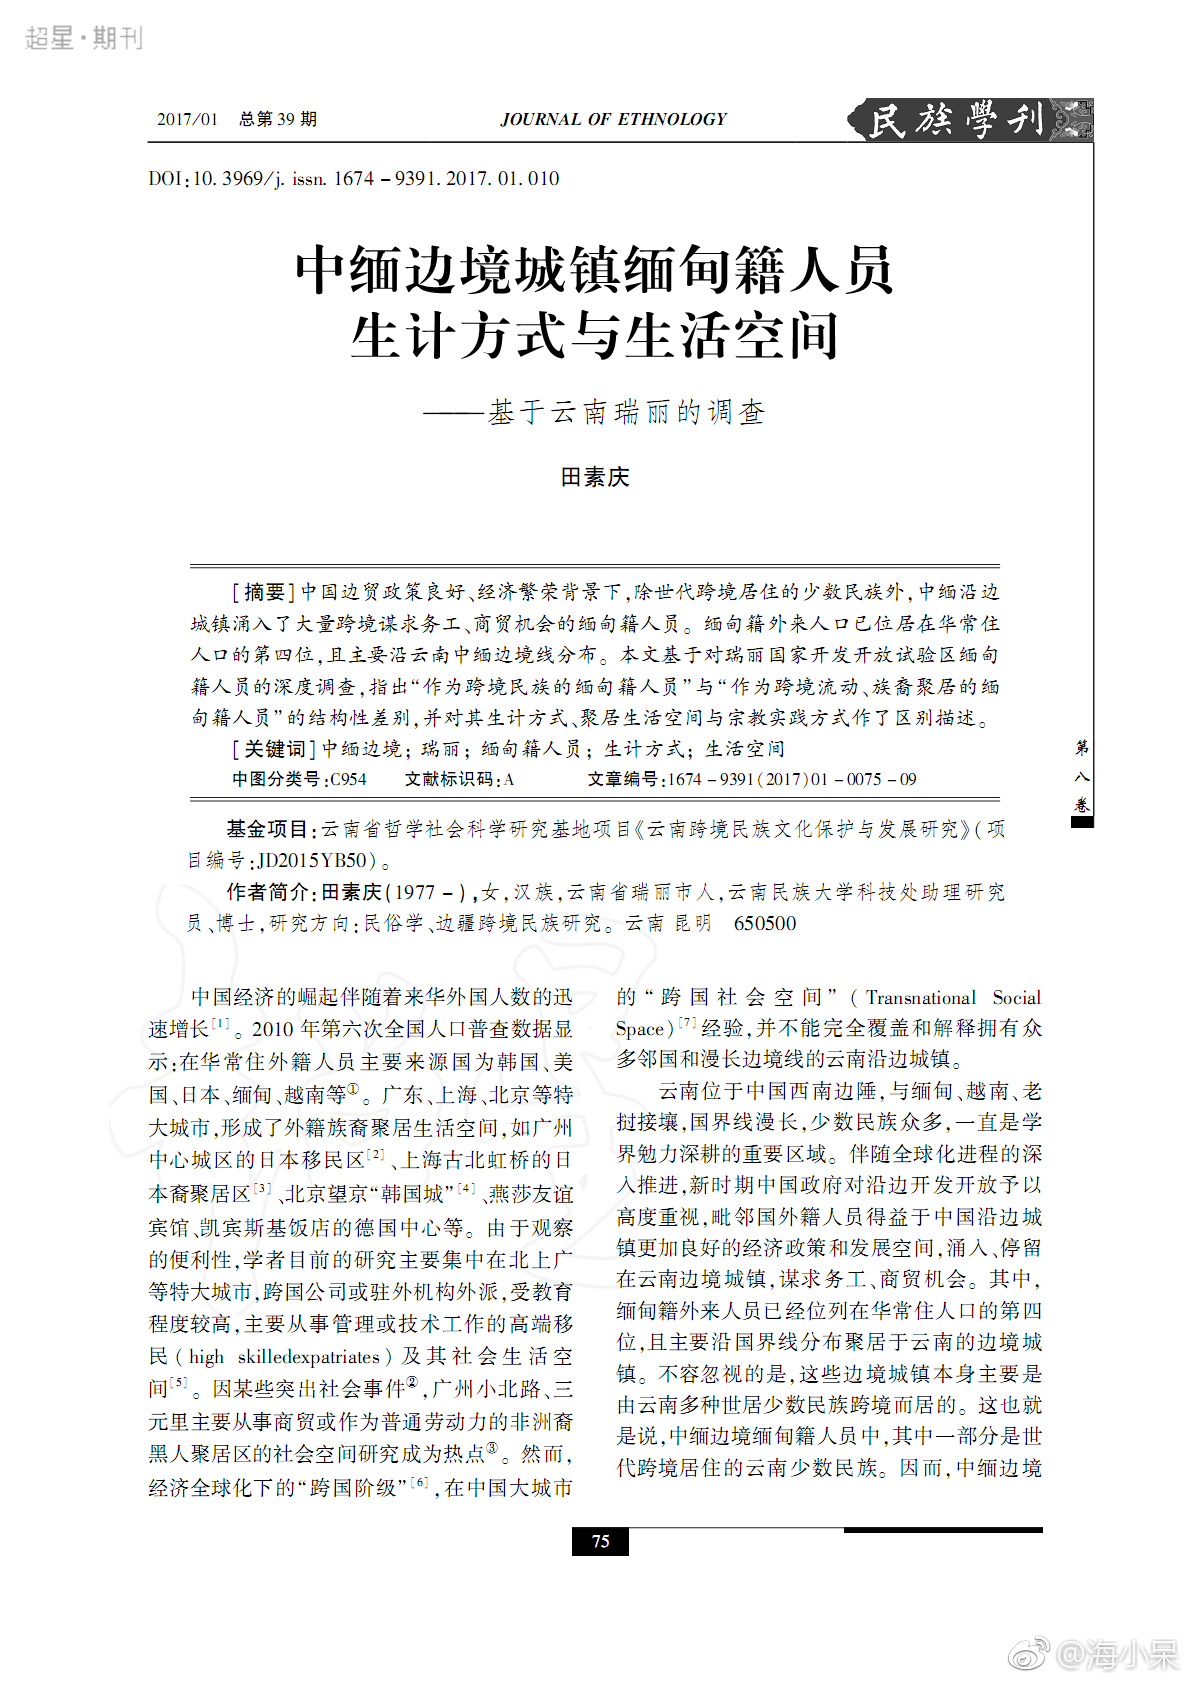 超星·期刊
2017/01 总第39期 JOURNAL OF ETHNOLOGY 民族學刊
DOI:10.3969/j.issn.1674-9391.2017.01.010
中缅边境城镇缅甸籍人员
生计方式与生活空间
——基于云南瑞丽的调查
田素庆
[摘要]中国边贸政策良好、经济繁荣背景下,除世代跨境居住的少数民族外,中缅沿边
城镇涌入了大量跨境谋求务工、商贸机会的缅甸籍人员。缅甸籍外来人口已位居在华常住
人口的第四位,且主要沿云南中缅边境线分布。本文基于对瑞丽国家开发开放试验区缅甸
籍人员的深度调查,指出“作为跨境民族的缅甸籍人员”与“作为跨境流动、族裔聚居的缅
甸籍人员”的结构性差别,并对其生计方式、聚居生活空间与宗教实践方式作了区别描述。
[关键词]中缅边境;瑞丽;缅甸籍人员;生计方式;生活空间
中图分类号:C954 文献标识码:A 文章编号:1674-9391(2017)01-0075-09
第八卷
基金项目:云南省哲学社会科学研究基地项目《云南跨境民族文化保护与发展研究》(项
目编号:JD2015YB50)。
作者简介:田素庆(1977-),女,汉族,云南省瑞丽市人,云南民族大学科技处助理研究
员、博士,研究方向:民俗学、边疆跨境民族研究。云南 昆明 650500
中国经济的崛起伴随着来华外国人数的迅
速增长[1]。2010年第六次全国人口普查数据显
示:在华常住外籍人员主要来源国为韩国、美
国、日本、缅甸、越南等①。广东、上海、北京等特
大城市,形成了外籍族裔聚居生活空间,如广州
中心城区的日本移民区[2]、上海古北虹桥的日
本裔聚居区[3]、北京望京“韩国城”[4]、燕莎友谊
宾馆、凯宾斯基饭店的德国中心等。由于观察
的便利性,学者目前的研究主要集中在北上广
等特大城市,跨国公司或驻外机构外派,受教育
程度较高,主要从事管理或技术工作的高端移
民(high skilledexpatriates)及其社会生活空
间[5]。因某些突出社会事件②,广州小北路、三
元里主要从事商贸或作为普通劳动力的非洲裔
黑人聚居区的社会空间研究成为热点③。然而,
经济全球化下的“跨国阶级”[6],在中国大城市
的“跨国社会空间”(Transnational Social
Space)[7]经验,并不能完全覆盖和解释拥有众
多邻国和漫长边境线的云南沿边城镇。
云南位于中国西南边陲,与缅甸、越南、老
挝接壤,国界线漫长,少数民族众多,一直是学
界勉力深耕的重要区域。伴随全球化进程的深
入推进,新时期中国政府对沿边开发开放予以
高度重视,毗邻国外籍人员得益于中国沿边城
镇更加良好的经济政策和发展空间,涌入、停留
在云南边境城镇,谋求务工、商贸机会。其中,
缅甸籍外来人员已经位列在华常住人口的第四
位,且主要沿国界线分布聚居于云南的边境城
镇。不容忽视的是,这些边境城镇本身主要是
由云南多种世居少数民族跨境而居的。这也就
是说,中缅边境缅甸籍人员中,其中一部分是世
代跨境居住的云南少数民族。因而,中缅边境
75
@海小呆